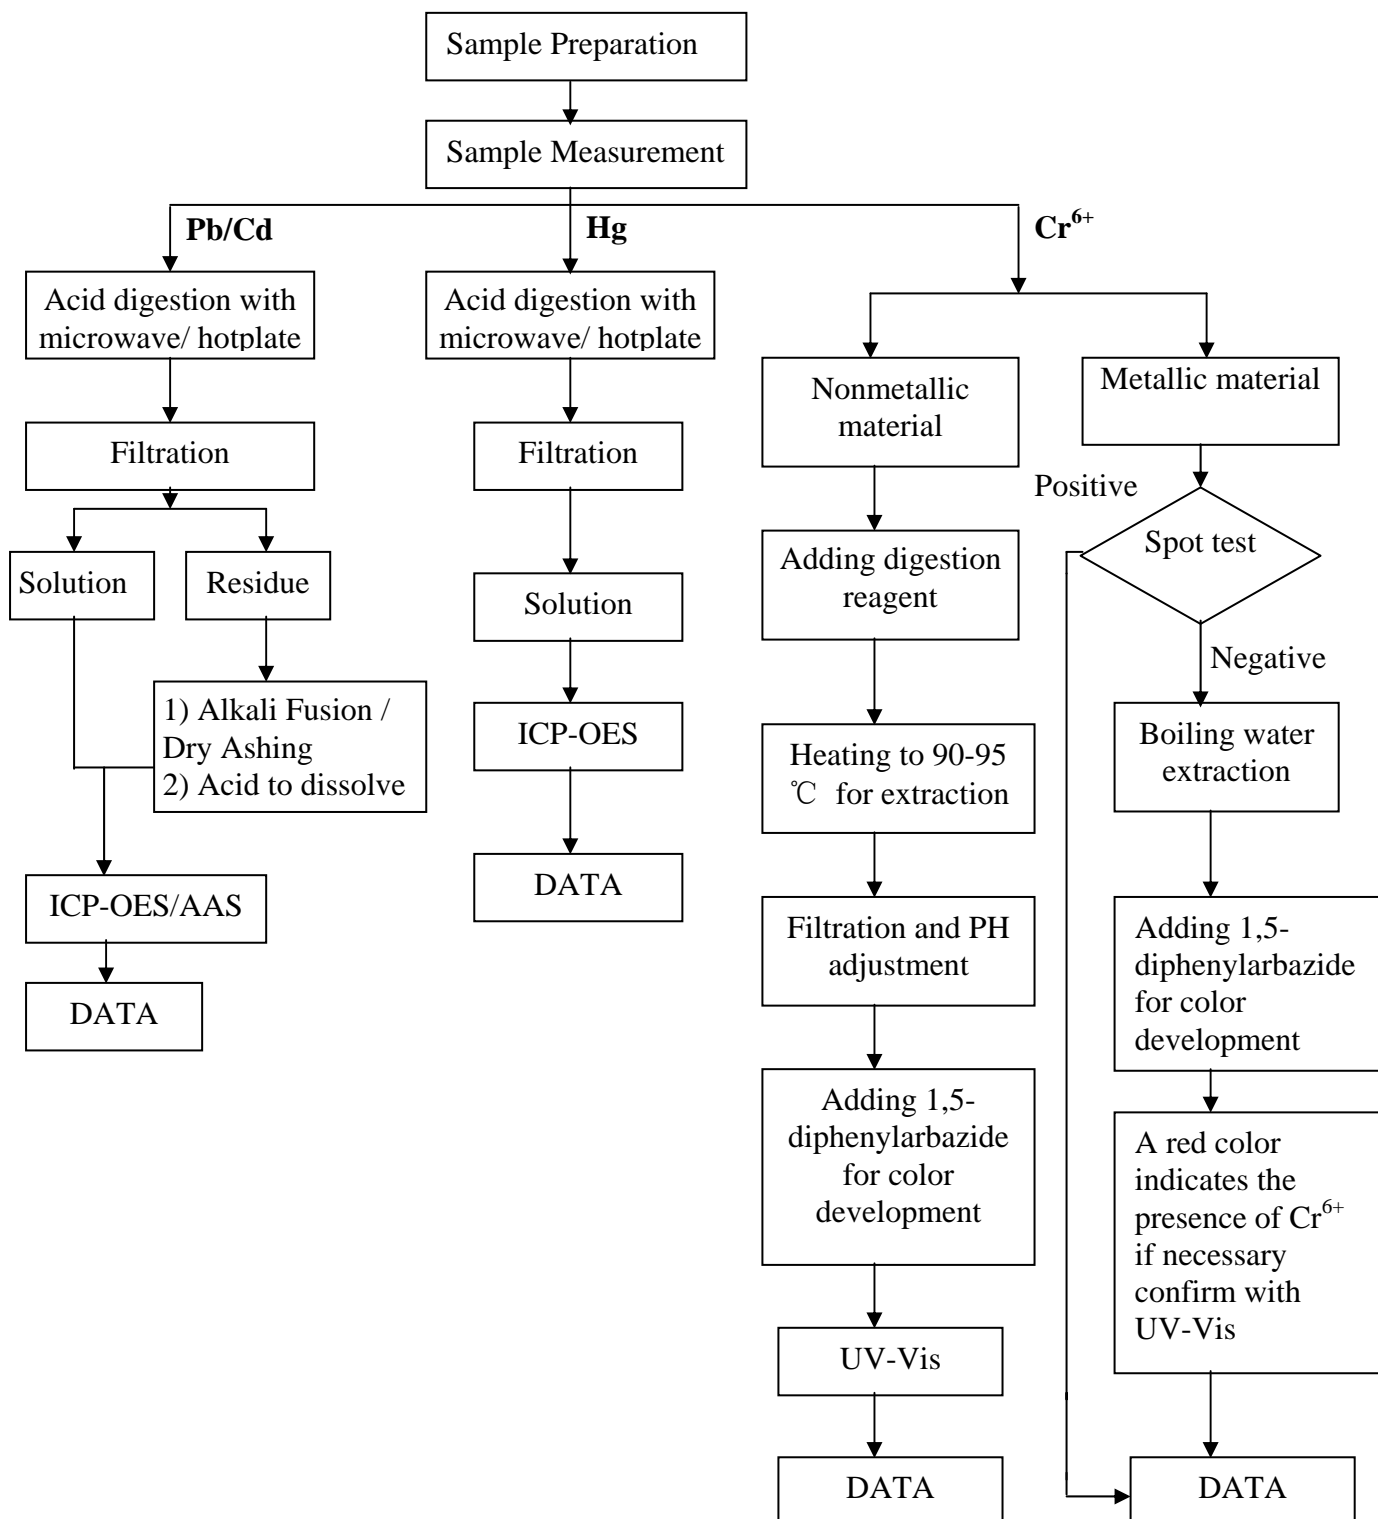 Sample Preparation
Sample Measurement
Pb/Cd
Hg
Cr⁶⁺
Acid digestion with
microwave/ hotplate
Filtration
Solution
Residue
1) Alkali Fusion /
Dry Ashing
2) Acid to dissolve
ICP-OES/AAS
DATA
Acid digestion with
microwave/ hotplate
Filtration
Solution
ICP-OES
DATA
Nonmetallic
material
Adding digestion
reagent
Heating to 90-95
℃ for extraction
Filtration and PH
adjustment
Adding 1,5-
diphenylarbazide
for color
development
UV-Vis
DATA
Metallic material
Positive
Spot test
Negative
Boiling water
extraction
Adding 1,5-
diphenylarbazide
for color
development
A red color
indicates the
presence of Cr⁶⁺
if necessary
confirm with
UV-Vis
DATA